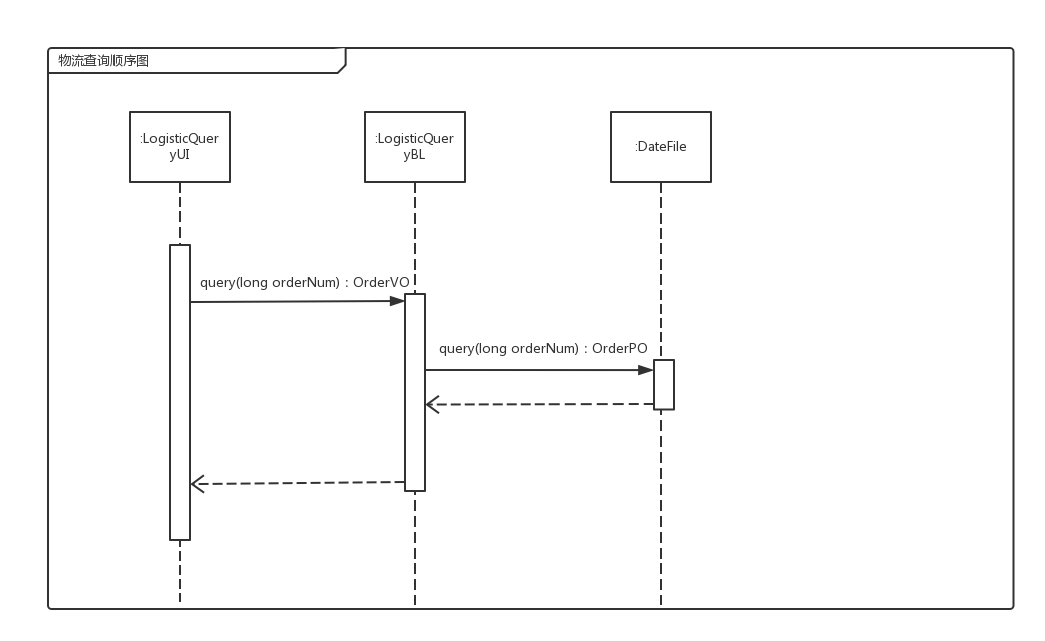 物流查询顺序图
:LogisticQuer
yUI
:LogisticQuer
yBL
:DateFile
query(long orderNum) : OrderVO
query(long orderNum) : OrderPO